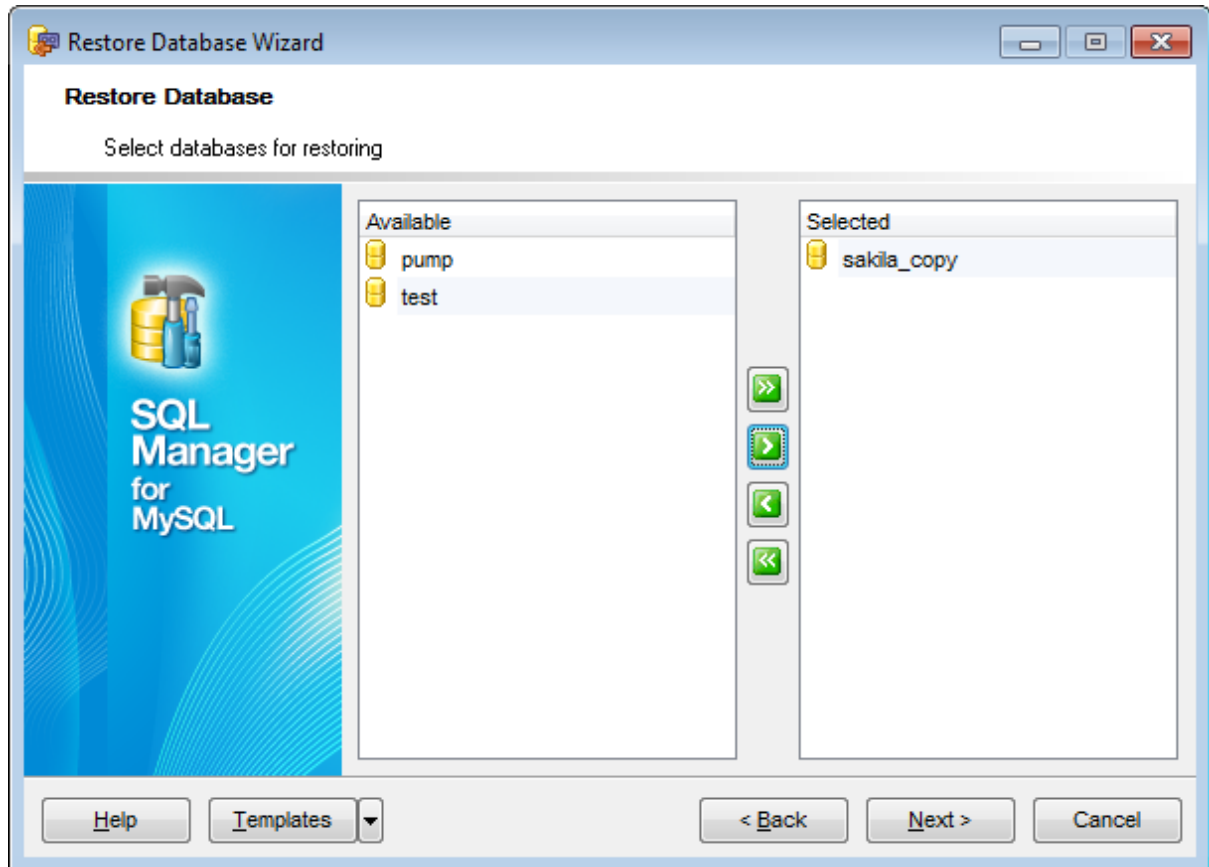 Restore Database Wizard
Restore Database
Select databases for restoring
SQL
Manager
for
MySQL
Available
pump
test
Selected
sakila_copy
Help
Templates
< Back
Next >
Cancel